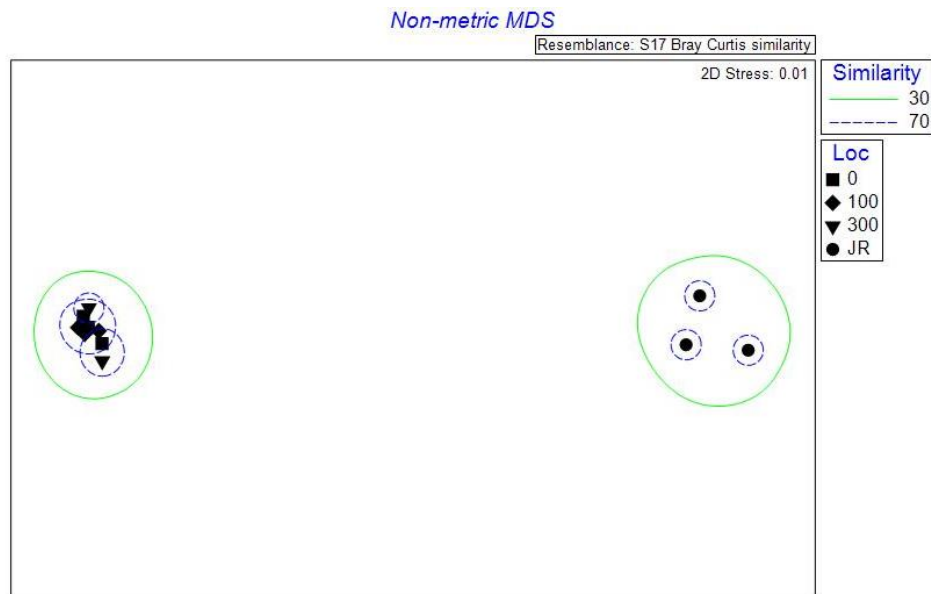 Non-metric MDS
Resemblance: S17 Bray Curtis similarity
2D Stress: 0.01
Similarity
30
70
Loc
0
100
300
JR